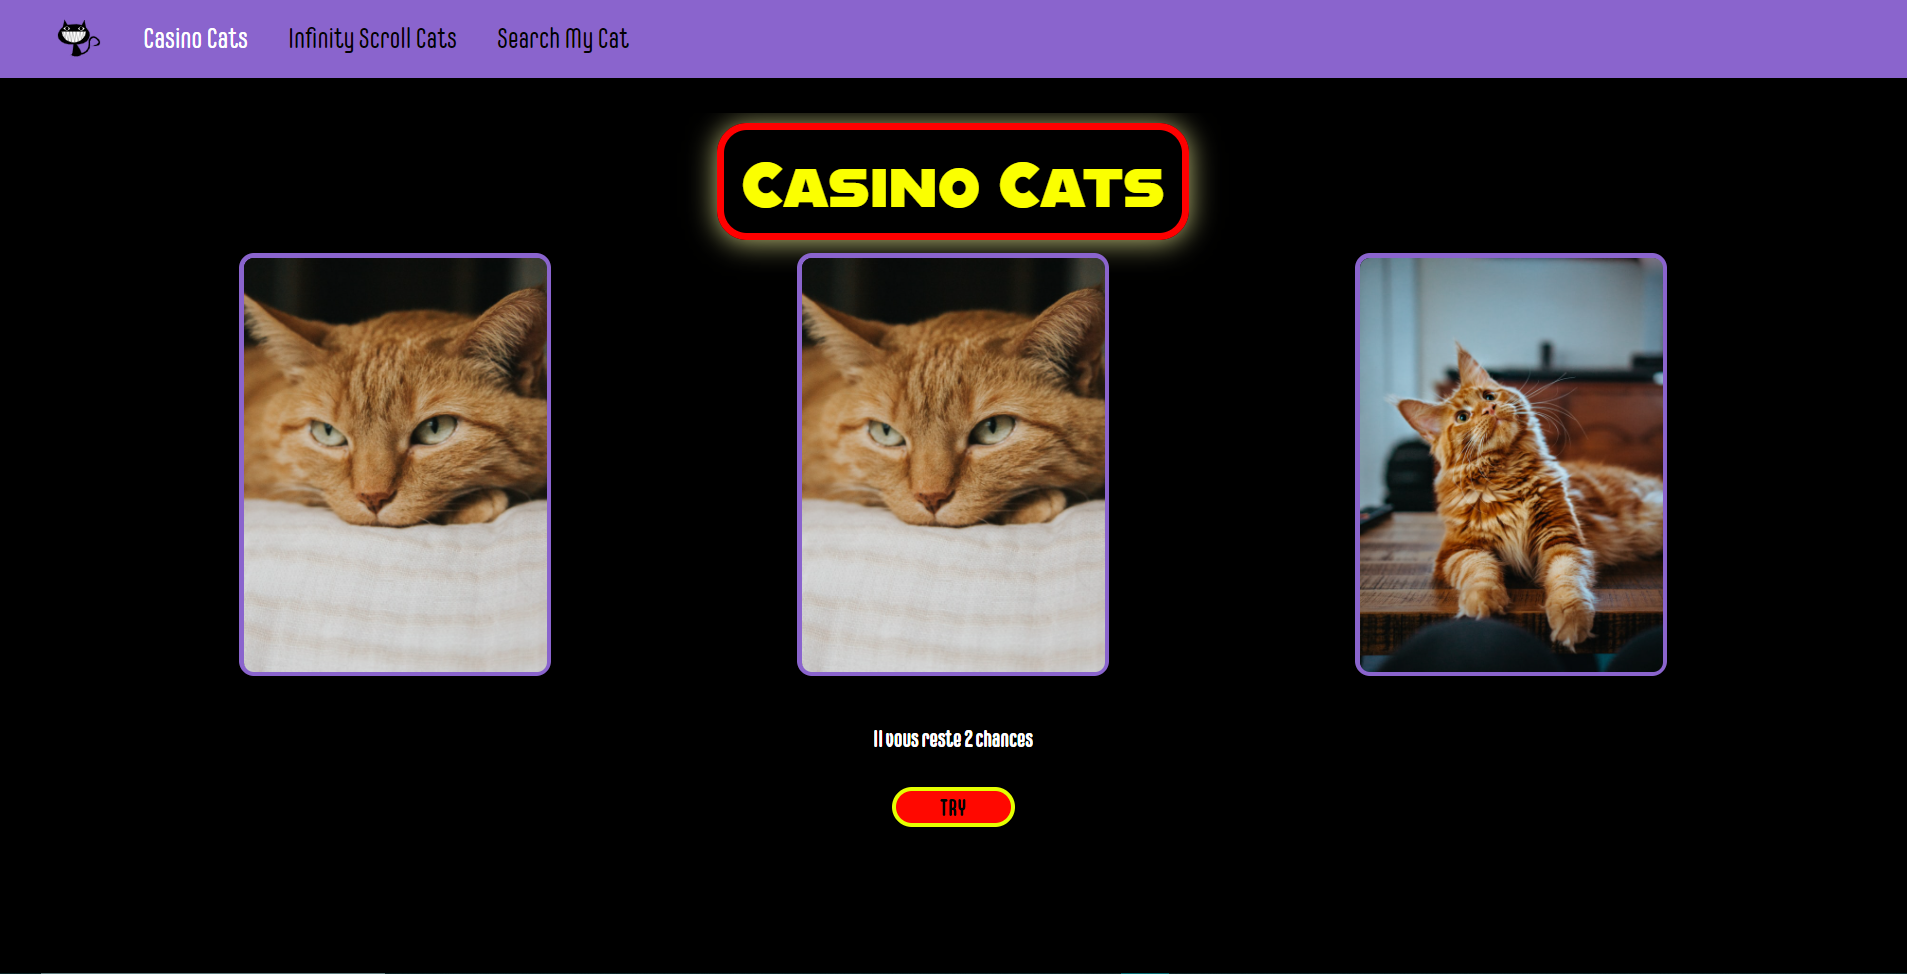 Casino Cats
Infinity Scroll Cats
Search My Cat
Casino Cats
Il vous reste 2 chances
TRY